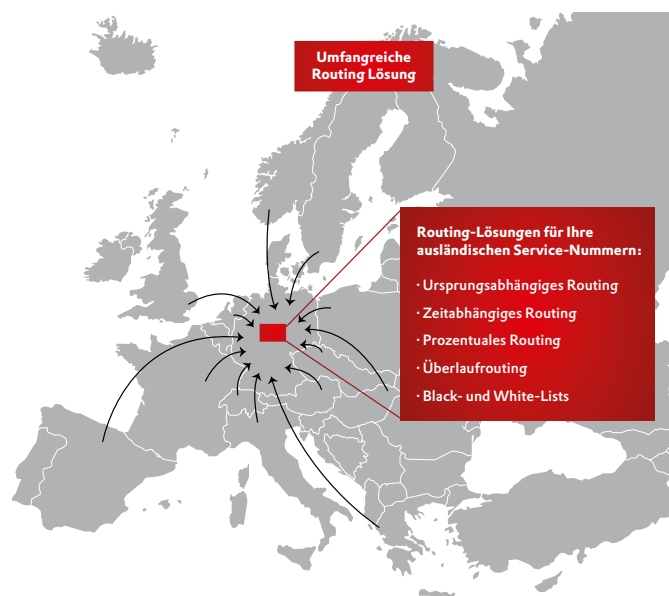 Umfangreiche
Routing Lösung
Routing-Lösungen für Ihre
ausländischen Service-Nummern:
· Ursprungsabhängiges Routing
· Zeitabhängiges Routing
· Prozentuales Routing
· Überlaufrouting
· Black- und White-Lists